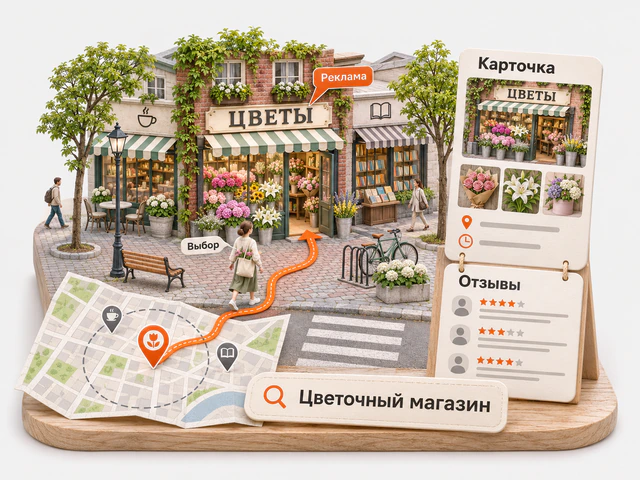 Карточка
ЦВЕТЫ
Реклама
ЦВЕТЫ
Выбор
Отзывы
Цветочный магазин